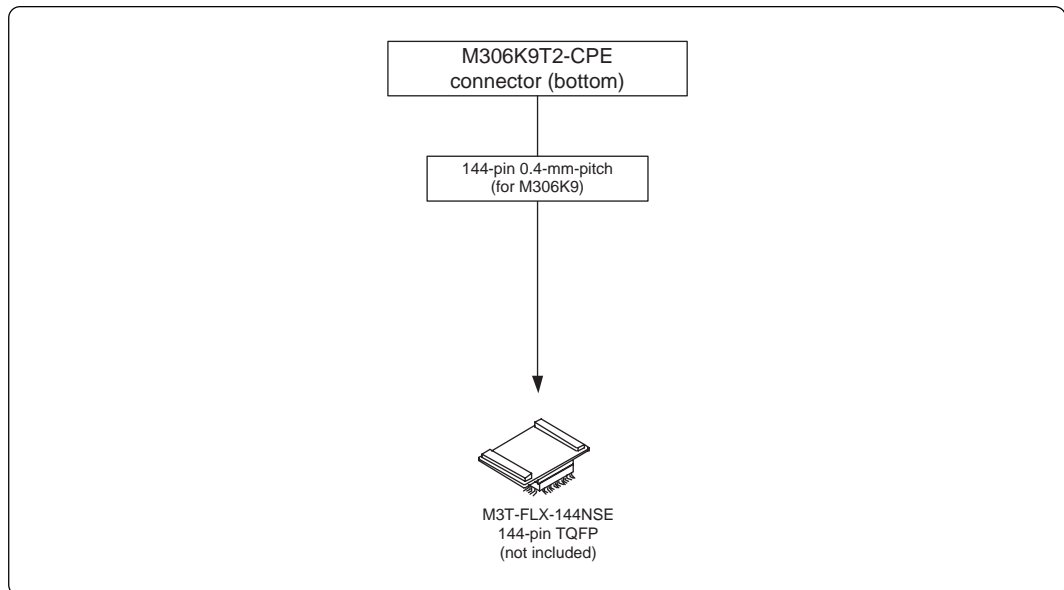 M306K9T2-CPE
connector (bottom)
144-pin 0.4-mm-pitch
(for M306K9)
M3T-FLX-144NSE
144-pin TQFP
(not included)